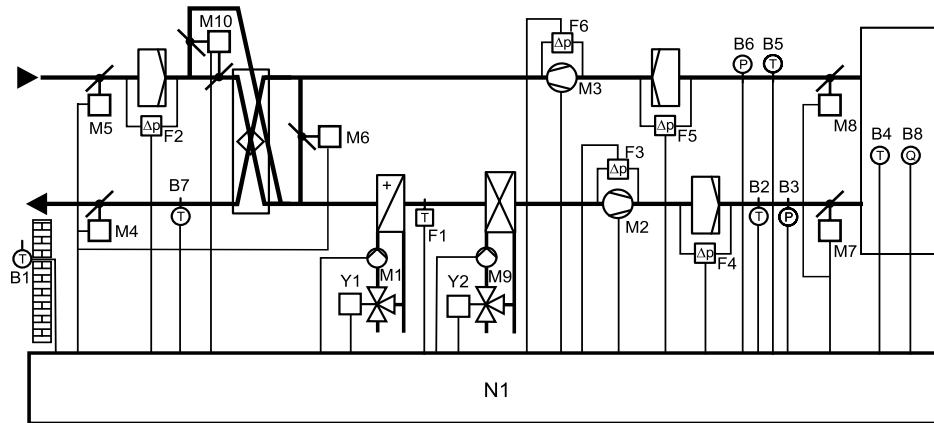 M10
F6
Δp
B6
B5
P
T
M5
Δp
F2
M3
M6
Δp
F5
M8
B4
B8
T
Q
F3
Δp
B7
T
+
T
F1
M2
B2
B3
T
P
M4
M7
Δp
F4
T
B1
Y1
M1
Y2
M9
N1